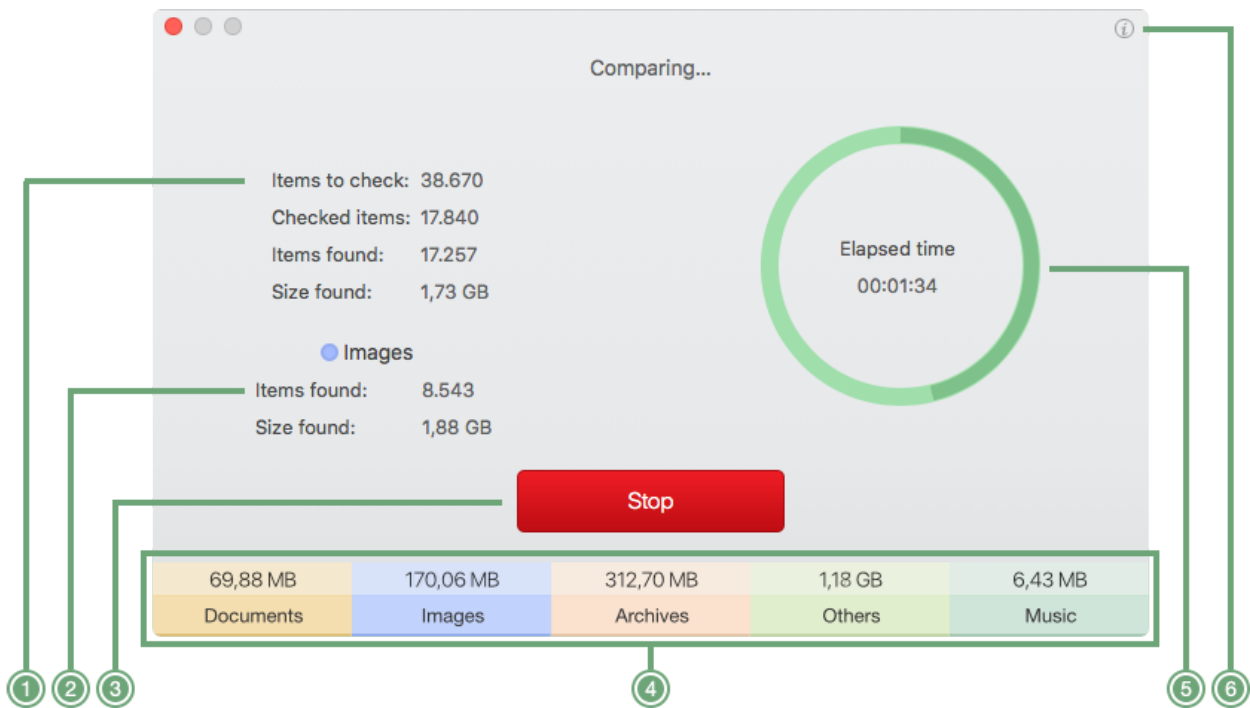 i
Comparing...
Items to check: 38.670
Checked items: 17.840
Items found: 17.257
Size found: 1,73 GB
Images
Items found: 8.543
Size found: 1,88 GB
Elapsed time
00:01:34
Stop
69,88 MB 170,06 MB 312,70 MB 1,18 GB 6,43 MB
Documents Images Archives Others Music
1 2 3 4 5 6